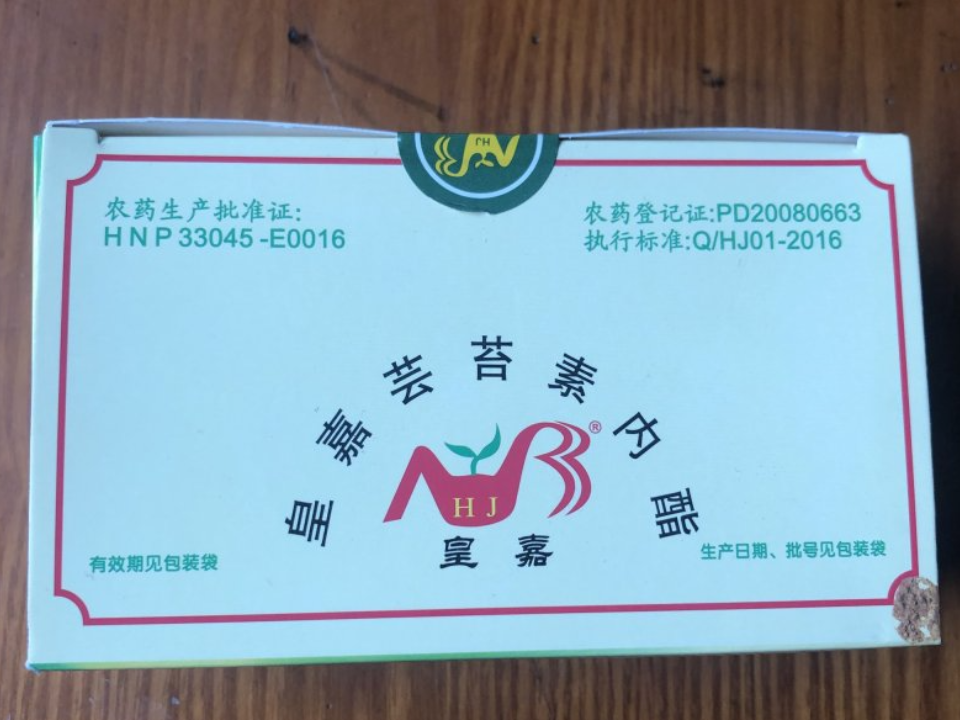 HJ
农药生产批准证:
HNP33045-E0016
农药登记证:PD20080663
执行标准:Q/HJ01-2016
皇嘉芸苔素内酯
®
HJ
皇嘉
有效期见包装袋
生产日期、批号见包装袋